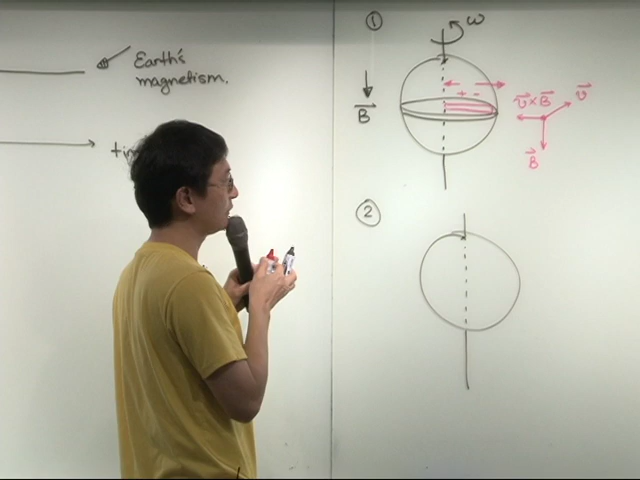 Earth's
magnetism.
①
ω
B⃗
+ -
v⃗×B⃗
v⃗
B⃗
②